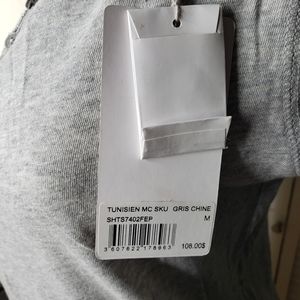 TUNISIEN MC SKU GRIS CHINE
SHTS7402FEP M
3 607622 178963 108.00$